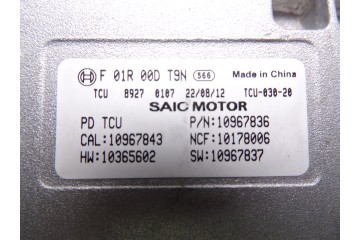 BOSCH F 01R 00D T9N 566 Made in China
TCU 8927 0107 22/08/12 TCU-030-20
SAIC MOTOR
PD TCU P/N:10967836
CAL:10967843 NCF:10178006
HW:10365602 SW:10967837